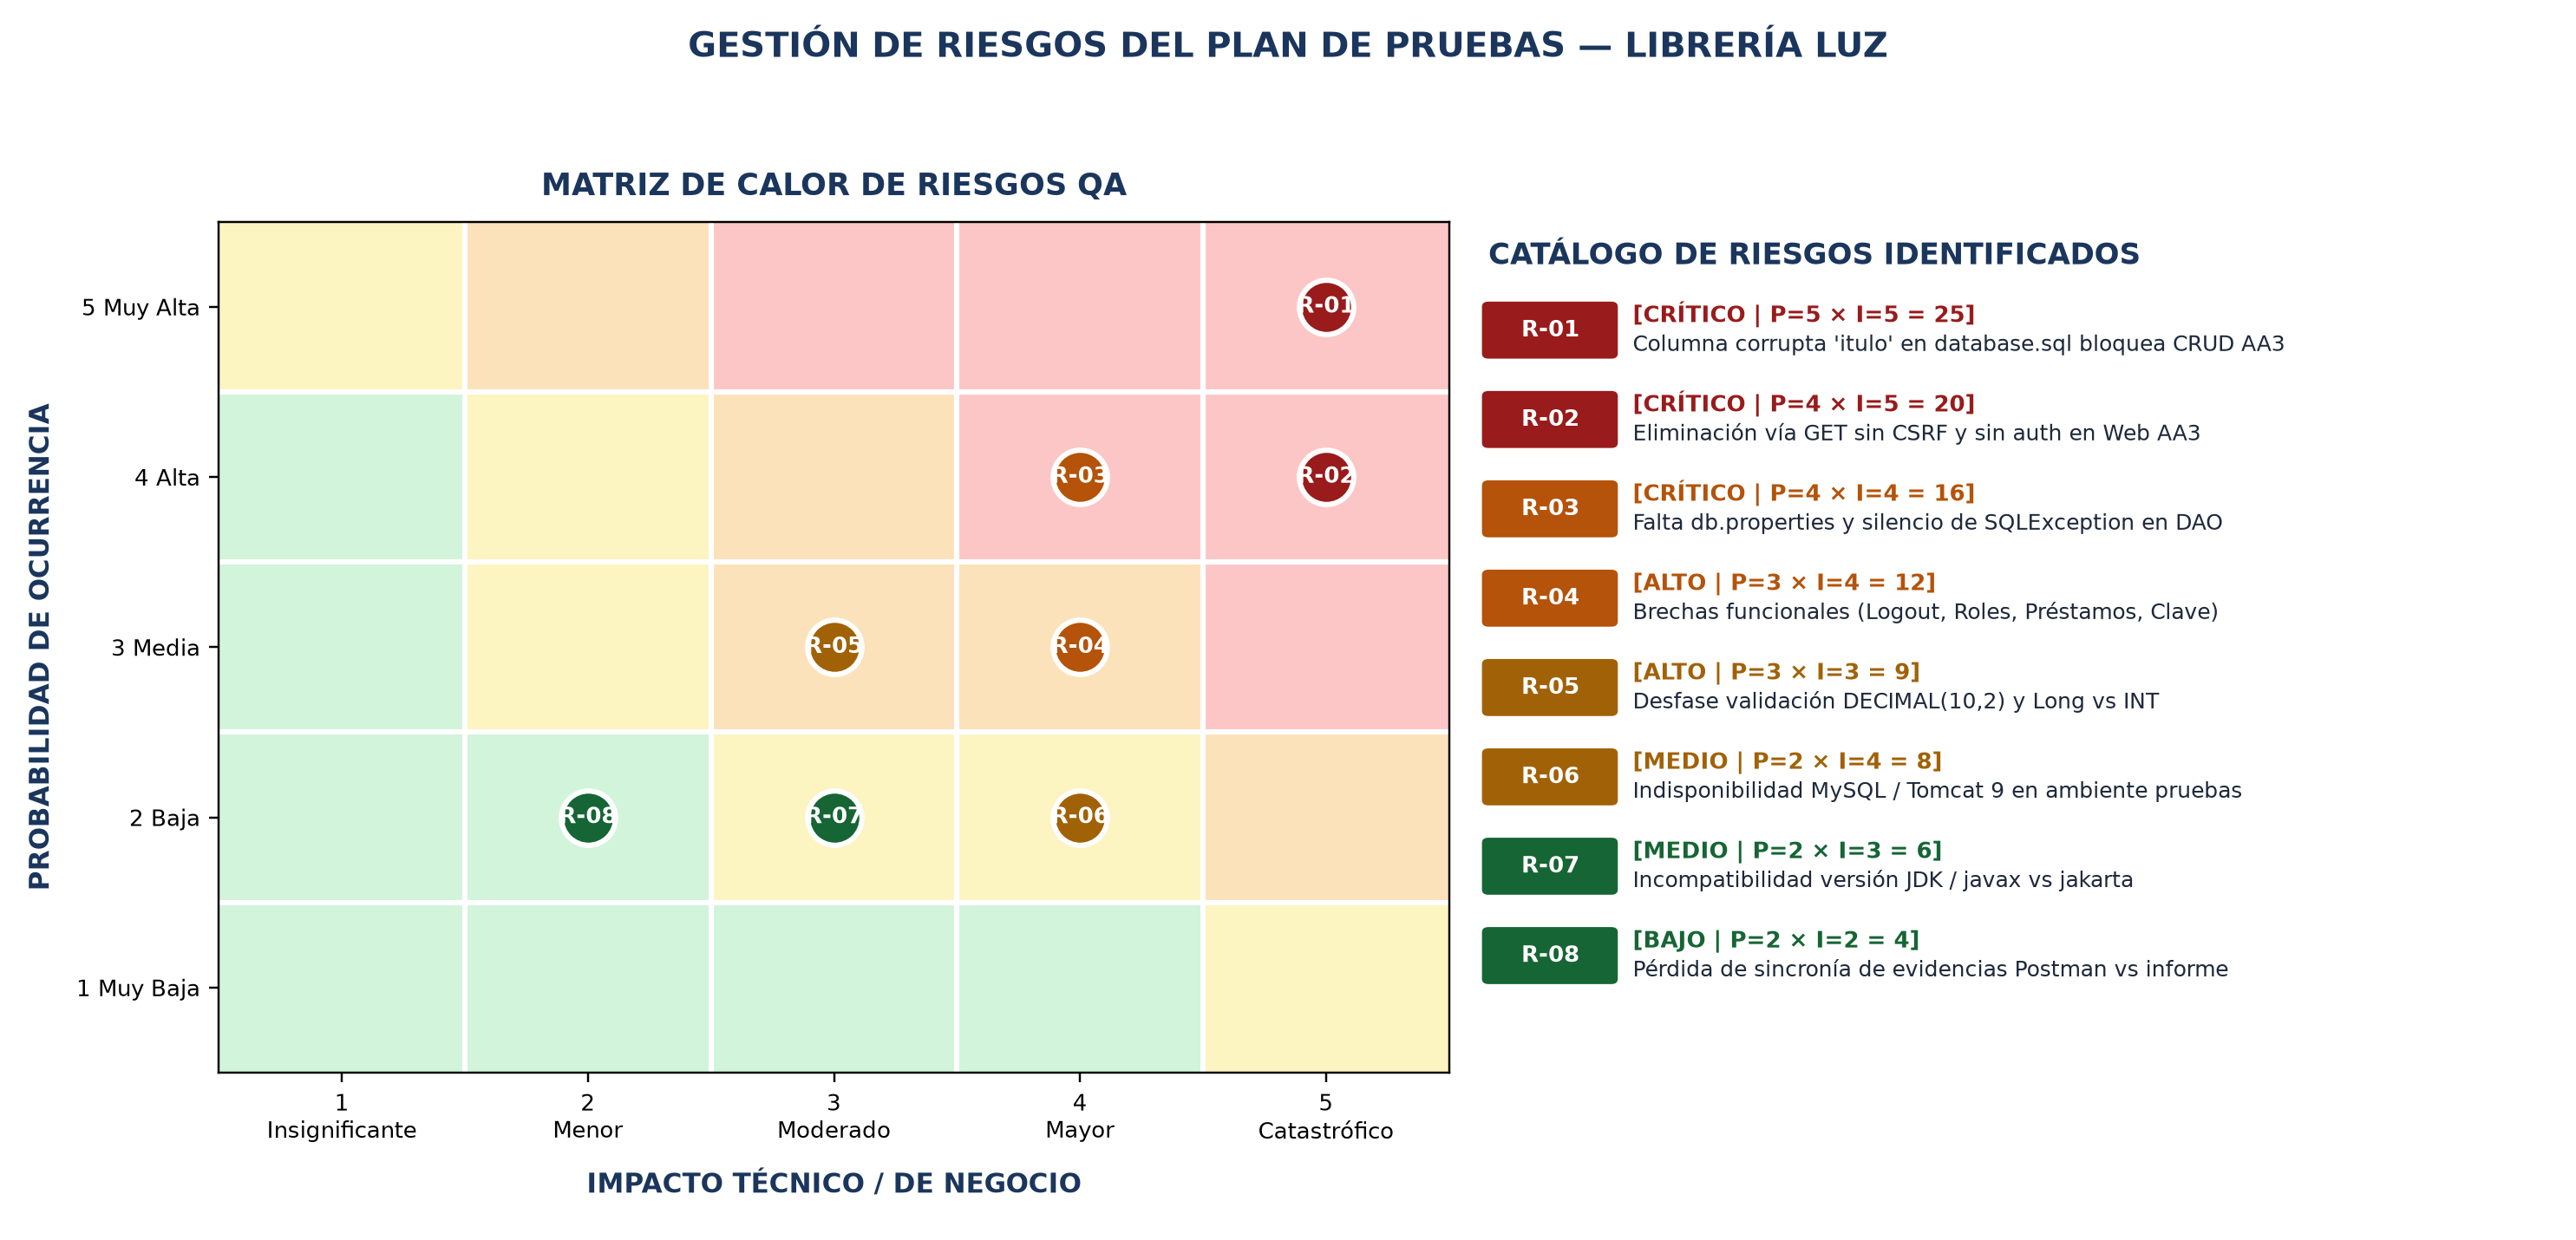 GESTIÓN DE RIESGOS DEL PLAN DE PRUEBAS — LIBRERÍA LUZ
MATRIZ DE CALOR DE RIESGOS QA
PROBABILIDAD DE OCURRENCIA
5 Muy Alta
4 Alta
3 Media
2 Baja
1 Muy Baja
R-01
R-03
R-02
R-05
R-04
R-08
R-07
R-06
1
Insignificante
2
Menor
3
Moderado
4
Mayor
5
Catastrófico
IMPACTO TÉCNICO / DE NEGOCIO
CATÁLOGO DE RIESGOS IDENTIFICADOS
R-01
[CRÍTICO | P=5 × I=5 = 25]
Columna corrupta 'itulo' en database.sql bloquea CRUD AA3
R-02
[CRÍTICO | P=4 × I=5 = 20]
Eliminación vía GET sin CSRF y sin auth en Web AA3
R-03
[CRÍTICO | P=4 × I=4 = 16]
Falta db.properties y silencio de SQLException en DAO
R-04
[ALTO | P=3 × I=4 = 12]
Brechas funcionales (Logout, Roles, Préstamos, Clave)
R-05
[ALTO | P=3 × I=3 = 9]
Desfase validación DECIMAL(10,2) y Long vs INT
R-06
[MEDIO | P=2 × I=4 = 8]
Indisponibilidad MySQL / Tomcat 9 en ambiente pruebas
R-07
[MEDIO | P=2 × I=3 = 6]
Incompatibilidad versión JDK / javax vs jakarta
R-08
[BAJO | P=2 × I=2 = 4]
Pérdida de sincronía de evidencias Postman vs informe